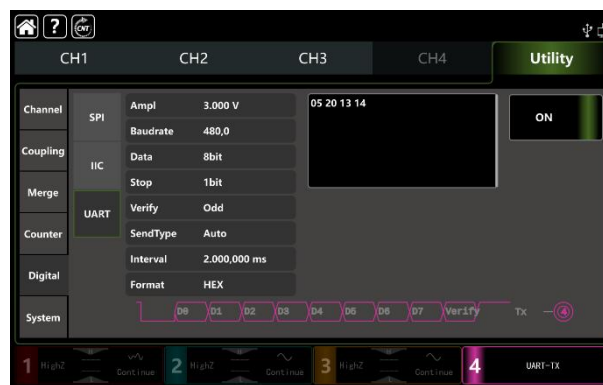 ? CNT
CH1 CH2 CH3 CH4 Utility
Channel
Coupling
Merge
Counter
Digital
System
SPI
IIC
UART
Ampl 3.000 V
Baudrate 480,0
Data 8bit
Stop 1bit
Verify Odd
SendType Auto
Interval 2.000,000 ms
Format HEX
05 20 13 14
ON
D0 D1 D2 D3 D4 D5 D6 D7 Verify Tx 4
1 HighZ Continue 2 HighZ Continue 3 HighZ Continue 4 UART-TX